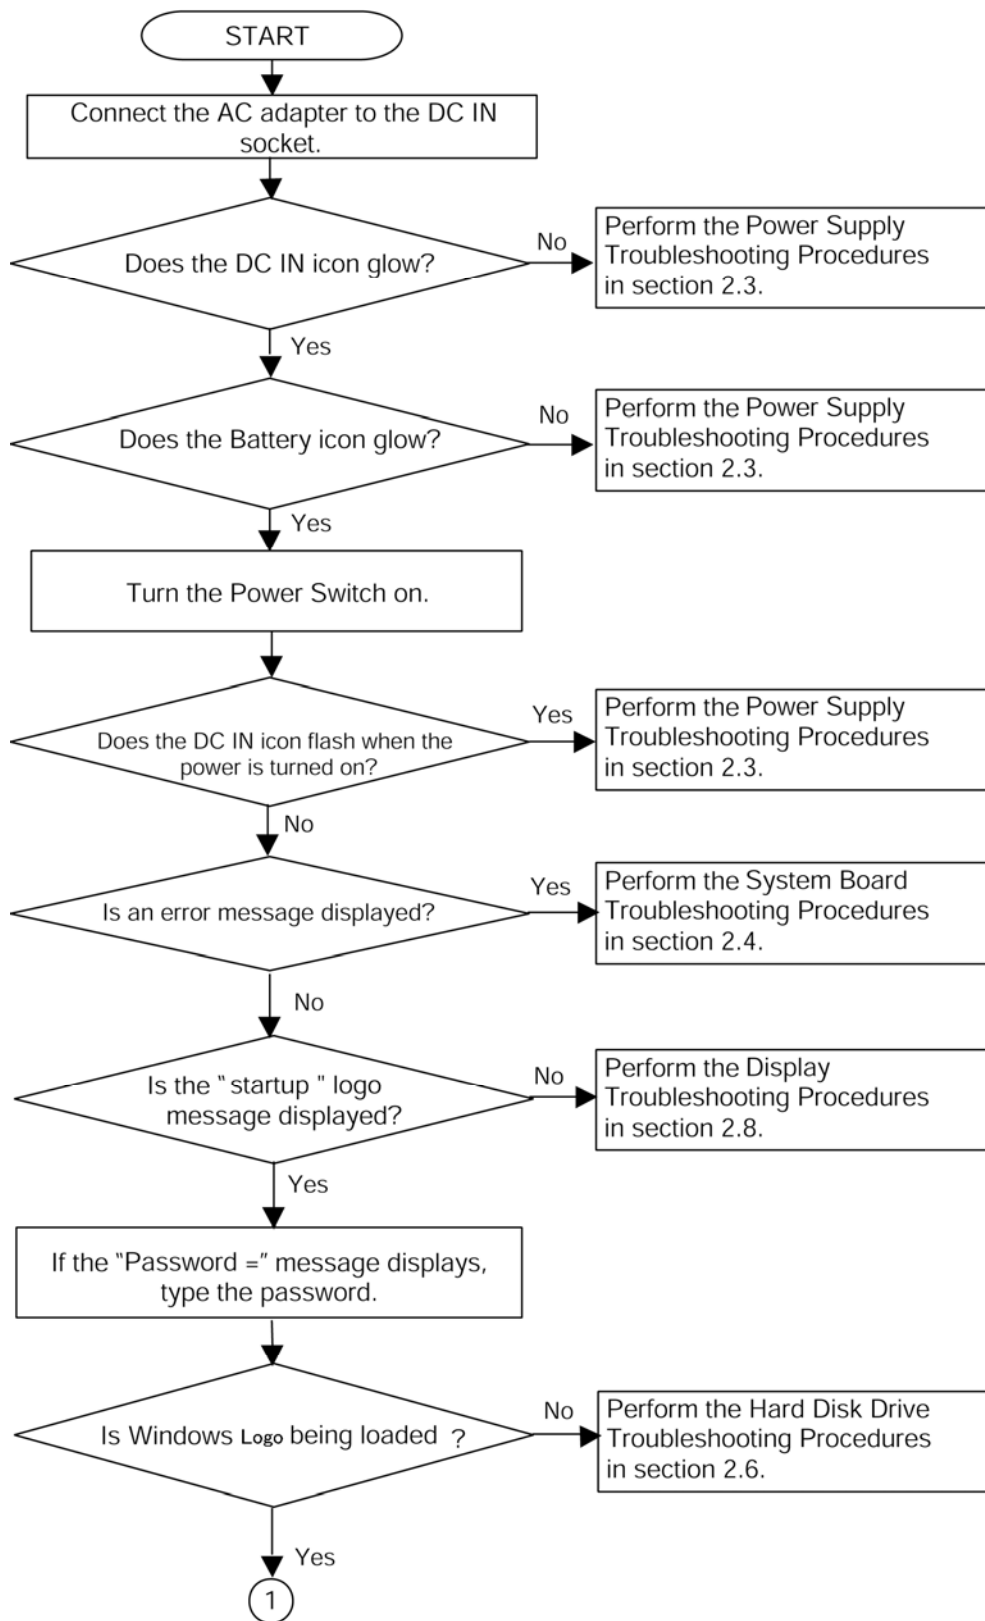 START
Connect the AC adapter to the DC IN
socket.
Does the DC IN icon glow?
No
Perform the Power Supply
Troubleshooting Procedures
in section 2.3.
Yes
Does the Battery icon glow?
No
Perform the Power Supply
Troubleshooting Procedures
in section 2.3.
Yes
Turn the Power Switch on.
Does the DC IN icon flash when the
power is turned on?
Yes
Perform the Power Supply
Troubleshooting Procedures
in section 2.3.
No
Is an error message displayed?
Yes
Perform the System Board
Troubleshooting Procedures
in section 2.4.
No
Is the "startup " logo
message displayed?
No
Perform the Display
Troubleshooting Procedures
in section 2.8.
Yes
If the "Password =" message displays,
type the password.
Is Windows Logo being loaded ?
No
Perform the Hard Disk Drive
Troubleshooting Procedures
in section 2.6.
Yes
1